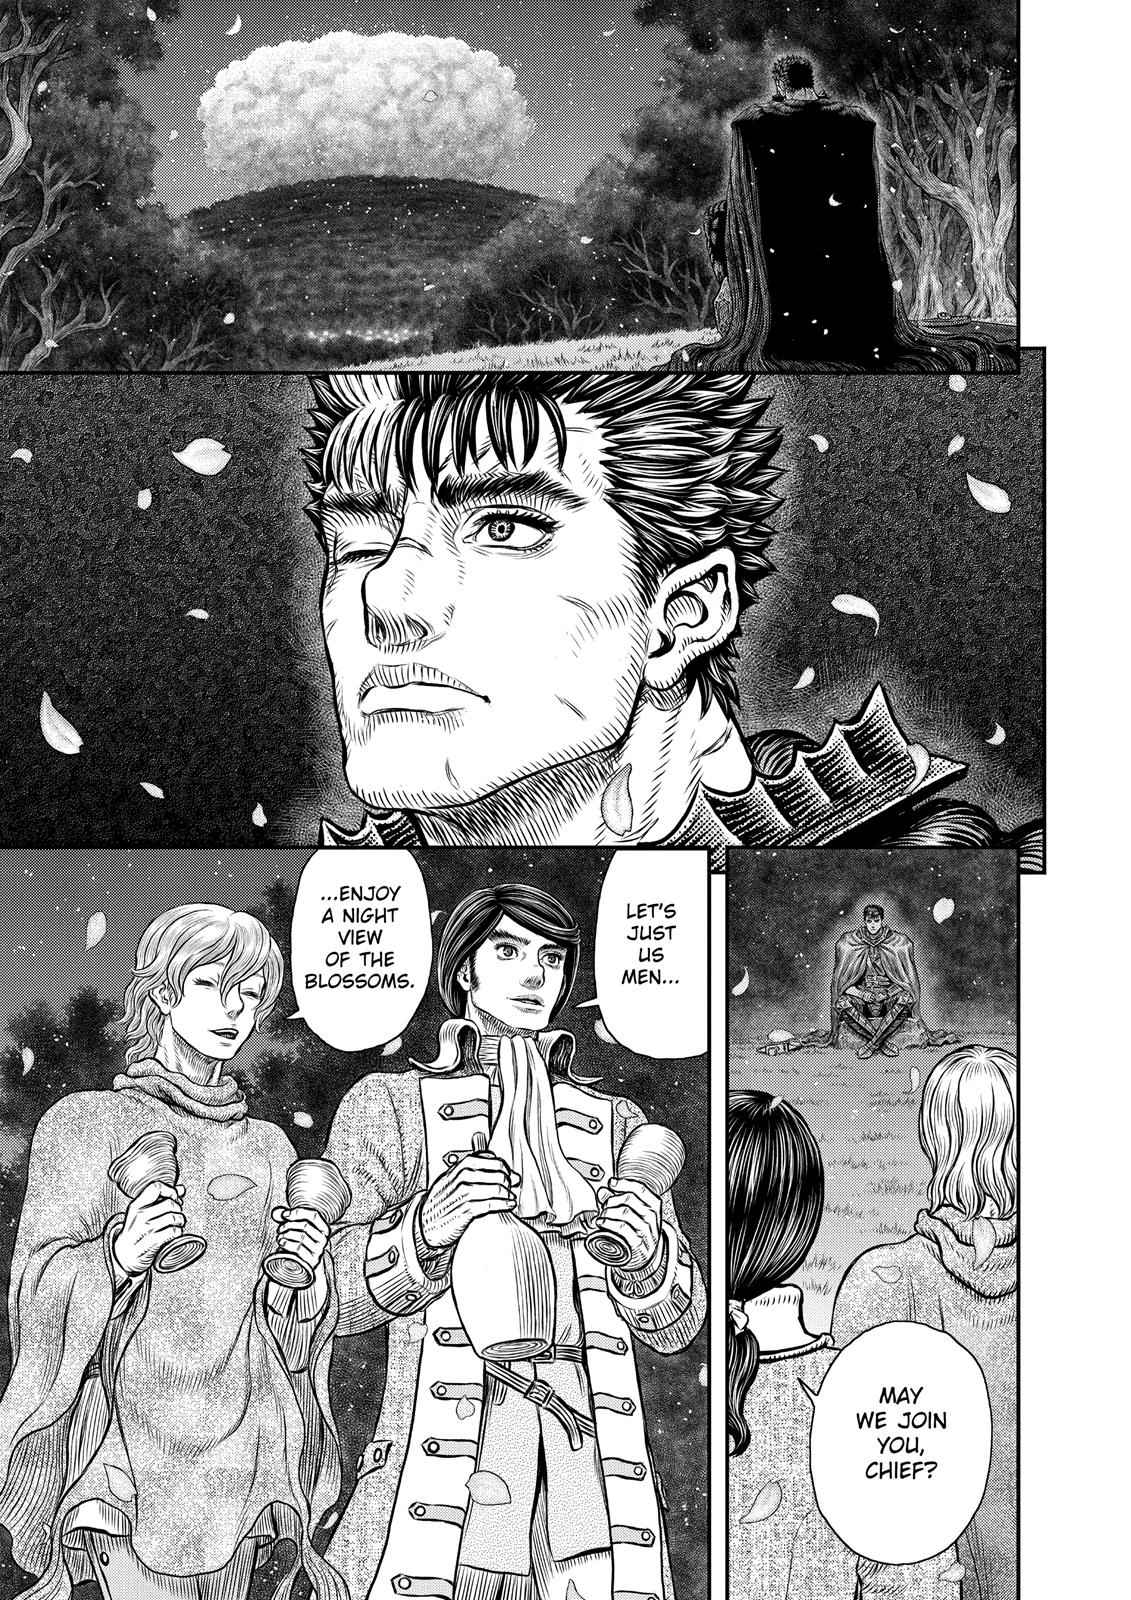 MAY
WE JOIN
YOU,
CHIEF?
LET'S
JUST
US
MEN...
...ENJOY
A NIGHT
VIEW
OF THE
BLOSSOMS.